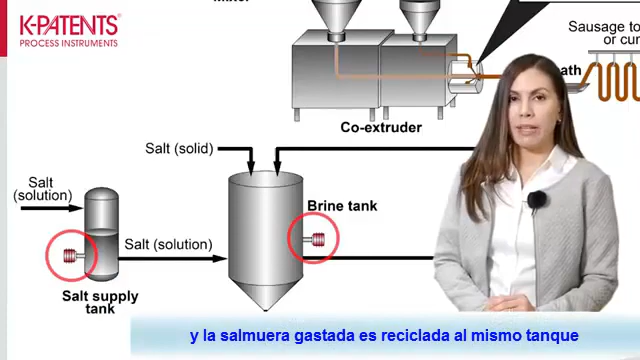 Mixer
K-PATENTS®
PROCESS INSTRUMENTS
Sausage to
or
Co-extruder
Salt (solid)
Salt
(solution)
Brine tank
Salt (solution)
Salt supply
tank
y la salmuera gastada es reciclada al mismo tanque